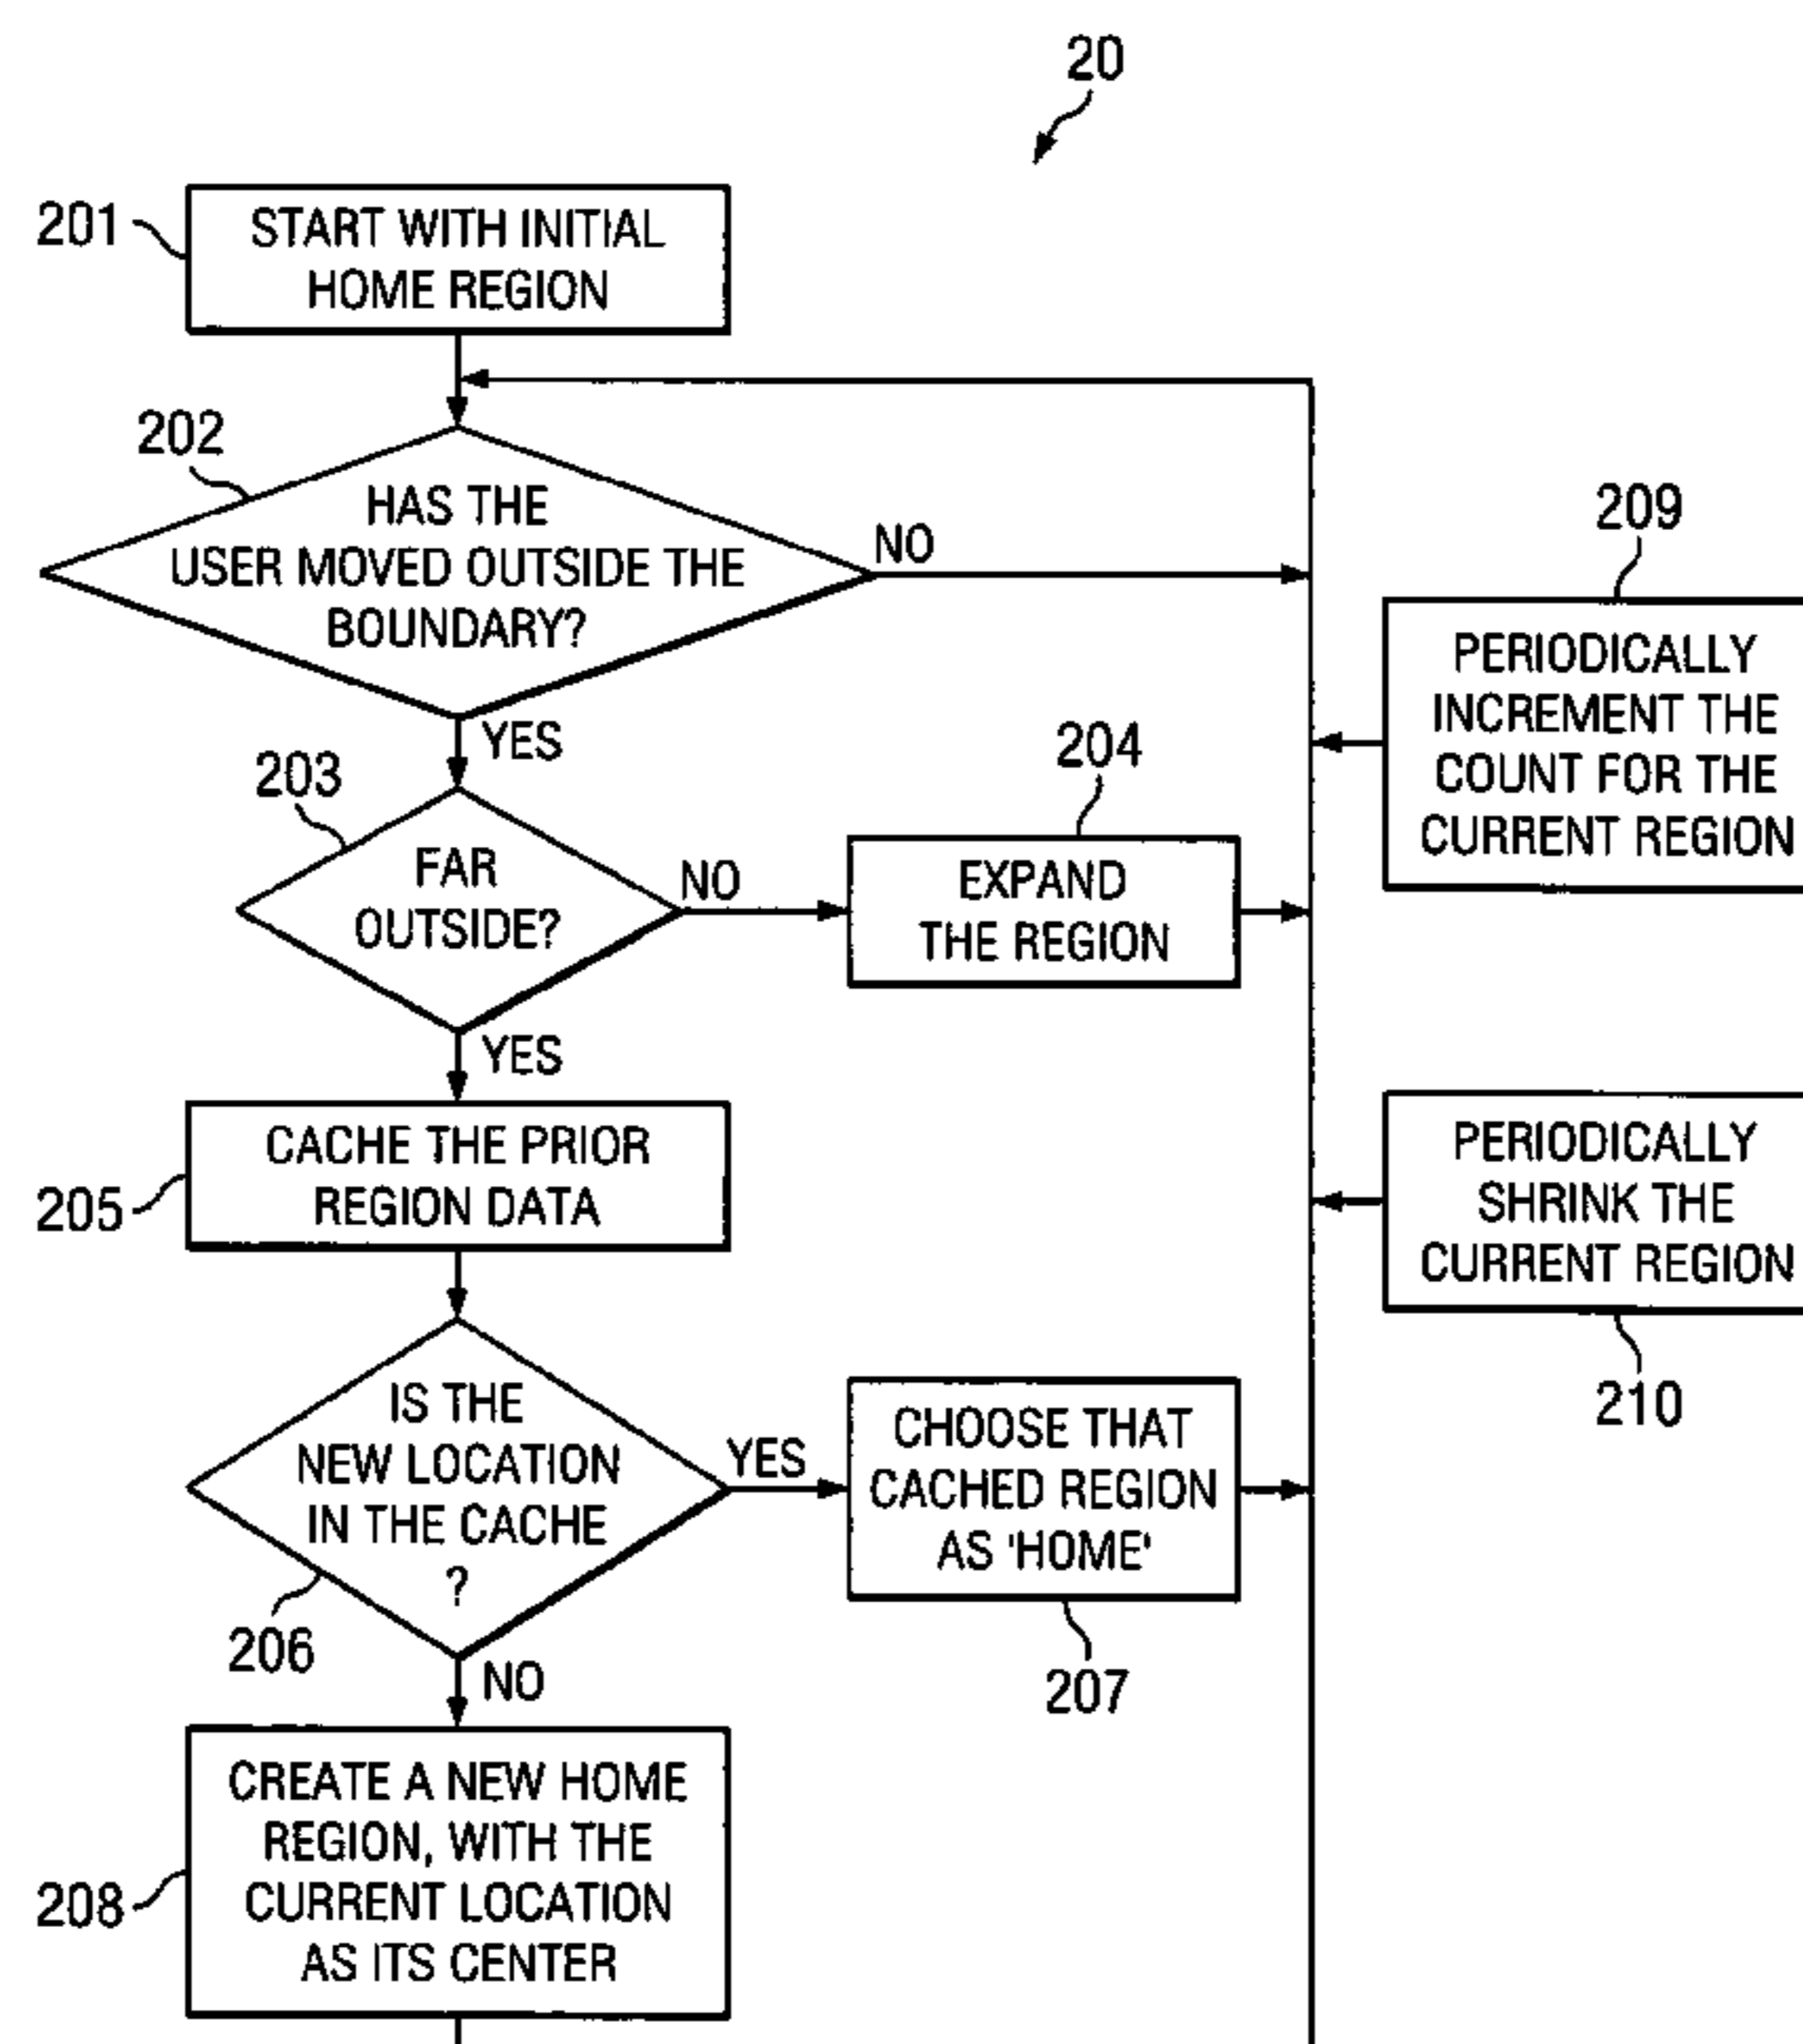 20
201
START WITH INITIAL
HOME REGION
202
HAS THE
USER MOVED OUTSIDE THE
BOUNDARY?
NO
YES
209
PERIODICALLY
INCREMENT THE
COUNT FOR THE
CURRENT REGION
203
FAR
OUTSIDE?
NO
YES
204
EXPAND
THE REGION
205
CACHE THE PRIOR
REGION DATA
PERIODICALLY
SHRINK THE
CURRENT REGION
210
206
IS THE
NEW LOCATION
IN THE CACHE
?
YES
NO
CHOOSE THAT
CACHED REGION
AS 'HOME'
207
208
CREATE A NEW HOME
REGION, WITH THE
CURRENT LOCATION
AS ITS CENTER